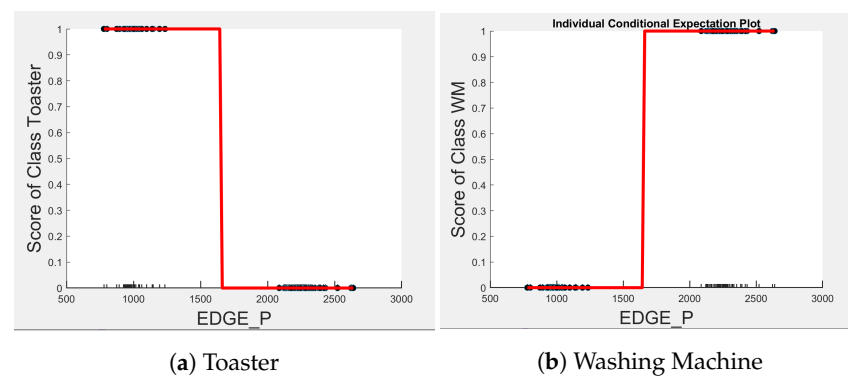 Individual Conditional Expectation Plot
Score of Class Toaster
1
0.9
0.8
0.7
0.6
0.5
0.4
0.3
0.2
0.1
0
500 1000 1500 2000 2500 3000
EDGE_P
(a) Toaster
Score of Class WM
1
0.9
0.8
0.7
0.6
0.5
0.4
0.3
0.2
0.1
0
500 1000 1500 2000 2500 3000
EDGE_P
(b) Washing Machine